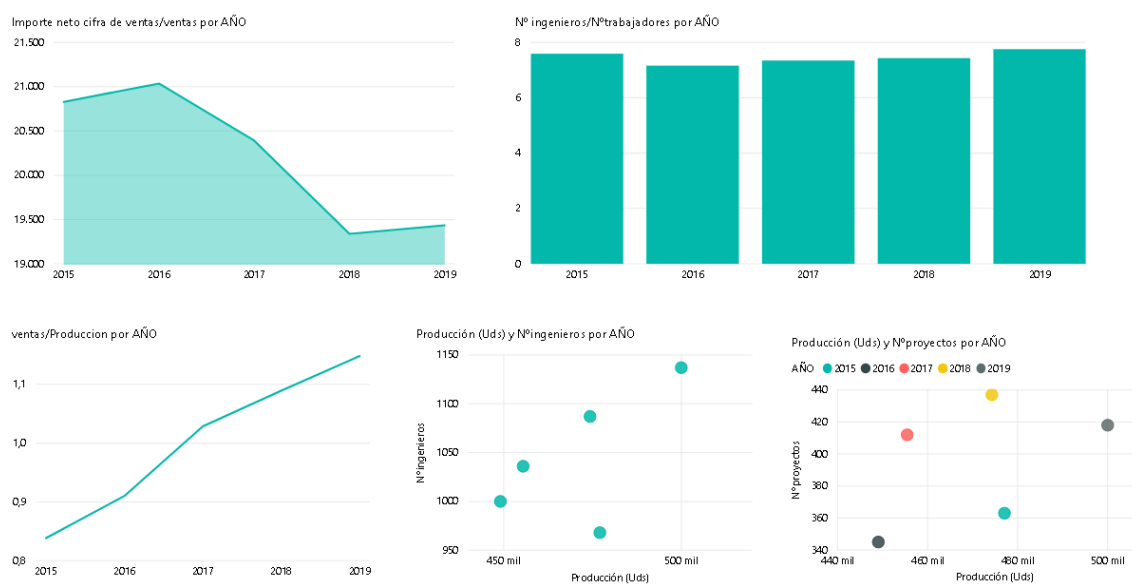 Importe neto cifra de ventas/ventas por AÑO
21.500
21.000
20.500
20.000
19.500
19.000
2015 2016 2017 2018 2019
Nº ingenieros/Nºtrabajadores por AÑO
8
6
4
2
0
2015 2016 2017 2018 2019
ventas/Produccion por AÑO
1,1
1,0
0,9
0,8
2015 2016 2017 2018 2019
Producción (Uds) y Nºingenieros por AÑO
1150
1100
1050
1000
950
Nºingenieros
450 mil 500 mil
Producción (Uds)
Producción (Uds) y Nºproyectos por AÑO
AÑO 2015 2016 2017 2018 2019
440
420
400
380
360
340
Nºproyectos
440 mil 460 mil 480 mil 500 mil
Producción (Uds)